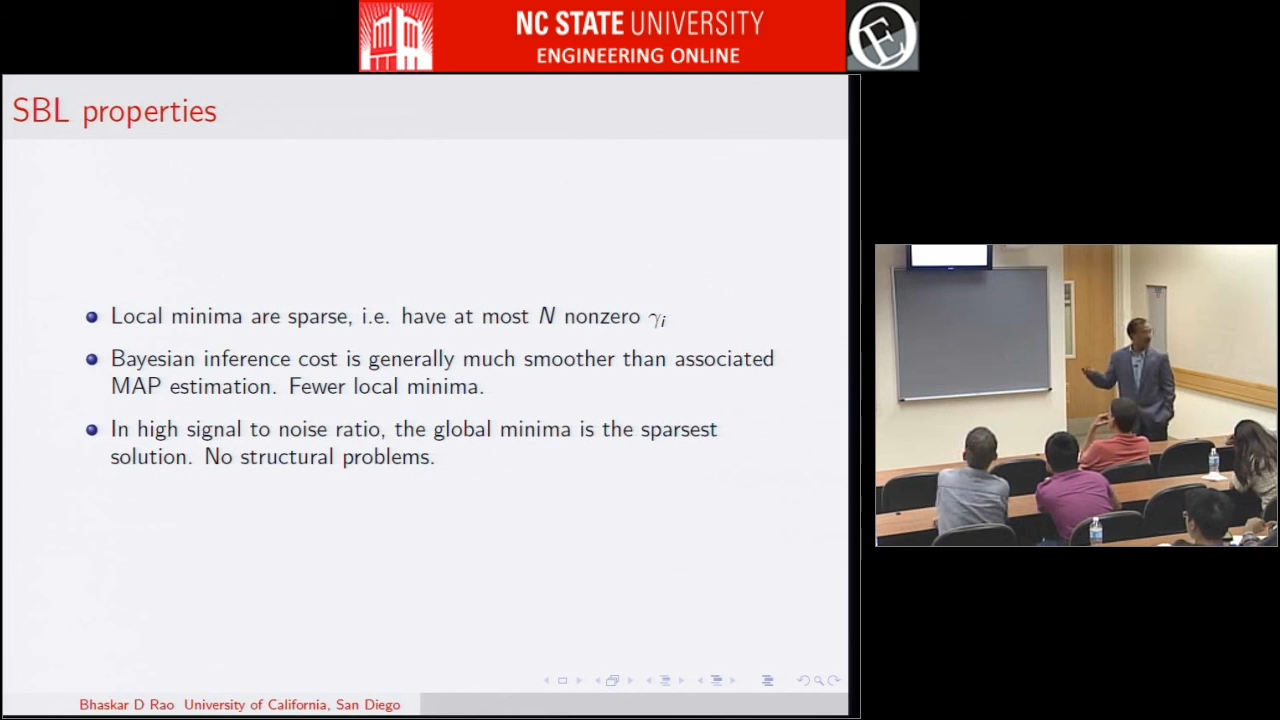 NC STATE UNIVERSITY
ENGINEERING ONLINE
SBL properties
Local minima are sparse, i.e. have at most N nonzero γi
Bayesian inference cost is generally much smoother than associated
MAP estimation. Fewer local minima.
In high signal to noise ratio, the global minima is the sparsest
solution. No structural problems.
Bhaskar D Rao University of California, San Diego